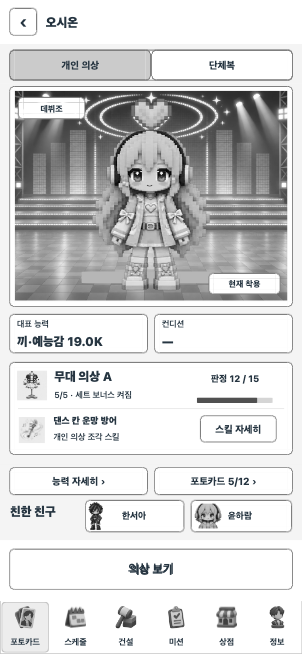 오시온
개인 의상
단체복
데뷔조
현재 착용
대표 능력
끼·예능감 19.0K
컨디션
—
무대 의상 A
5/5 · 세트 보너스 켜짐
판정 12 / 15
댄스 칸 운망 방어
개인 의상 조각 스킬
스킬 자세히
능력 자세히 ›
포토카드 5/12 ›
친한 친구
한서아
윤하람
의상 보기
포토카드
스케줄
건설
미션
상점
정보